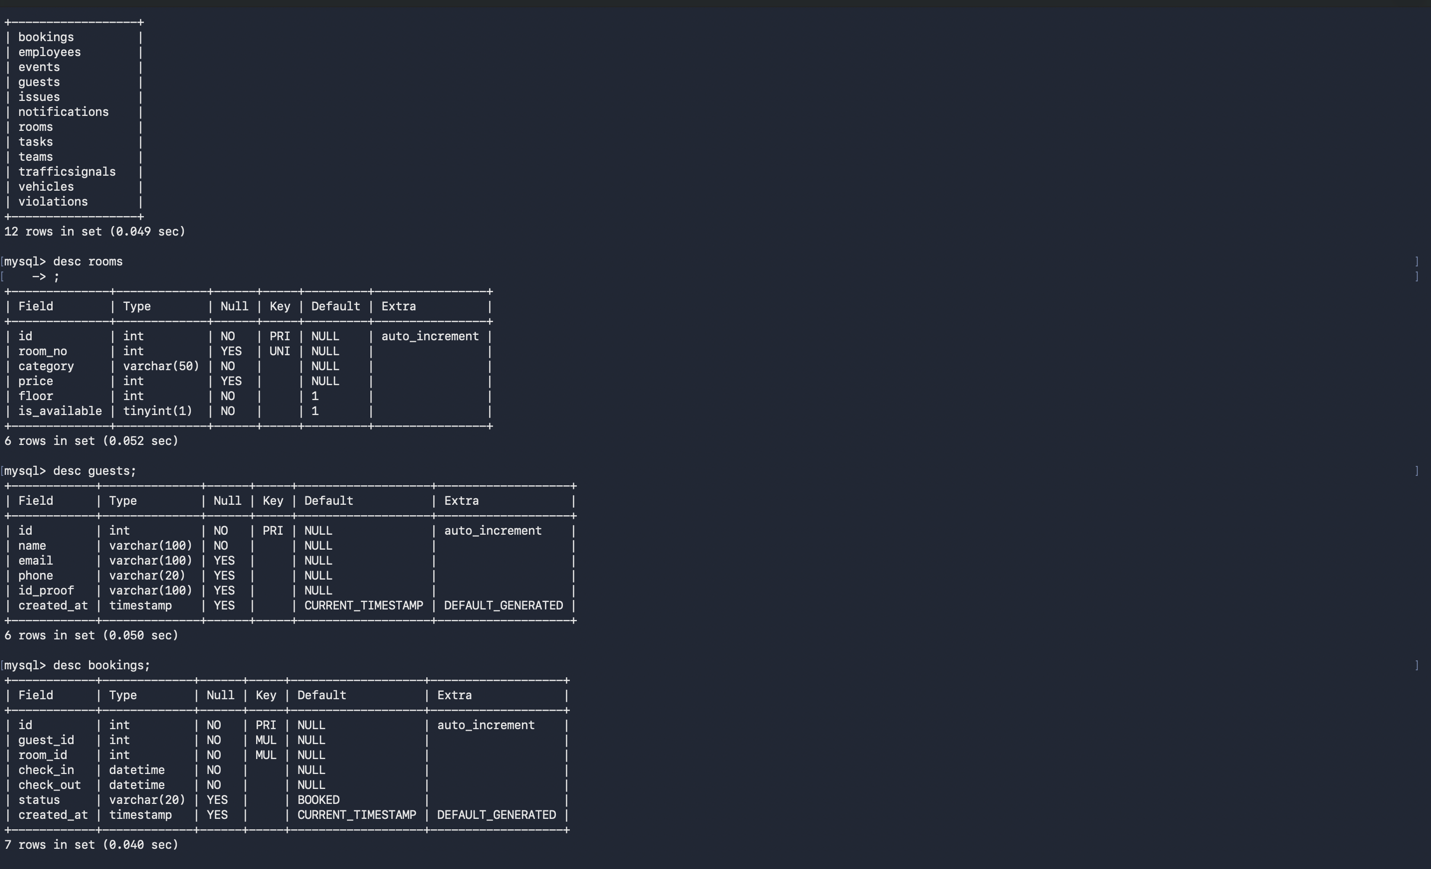 +------------------+
| bookings         |
| employees        |
| events           |
| guests           |
| issues           |
| notifications    |
| rooms            |
| tasks            |
| teams            |
| trafficsignals   |
| vehicles         |
| violations       |
+------------------+
12 rows in set (0.049 sec)
[mysql> desc rooms ]
[    -> ; ]
+--------------+--------------+------+-----+---------+----------------+
| Field        | Type         | Null | Key | Default | Extra          |
+--------------+--------------+------+-----+---------+----------------+
| id           | int          | NO   | PRI | NULL    | auto_increment |
| room_no      | int          | YES  | UNI | NULL    |                |
| category     | varchar(50)  | NO   |     | NULL    |                |
| price        | int          | YES  |     | NULL    |                |
| floor        | int          | NO   |     | 1       |                |
| is_available | tinyint(1)   | NO   |     | 1       |                |
+--------------+--------------+------+-----+---------+----------------+
6 rows in set (0.052 sec)
[mysql> desc guests; ]
+------------+--------------+------+-----+-------------------+-------------------+
| Field      | Type         | Null | Key | Default           | Extra             |
+------------+--------------+------+-----+-------------------+-------------------+
| id         | int          | NO   | PRI | NULL              | auto_increment    |
| name       | varchar(100) | NO   |     | NULL              |                   |
| email      | varchar(100) | YES  |     | NULL              |                   |
| phone      | varchar(20)  | YES  |     | NULL              |                   |
| id_proof   | varchar(100) | YES  |     | NULL              |                   |
| created_at | timestamp    | YES  |     | CURRENT_TIMESTAMP | DEFAULT_GENERATED |
+------------+--------------+------+-----+-------------------+-------------------+
6 rows in set (0.050 sec)
[mysql> desc bookings; ]
+------------+-------------+------+-----+-------------------+-------------------+
| Field      | Type        | Null | Key | Default           | Extra             |
+------------+-------------+------+-----+-------------------+-------------------+
| id         | int         | NO   | PRI | NULL              | auto_increment    |
| guest_id   | int         | NO   | MUL | NULL              |                   |
| room_id    | int         | NO   | MUL | NULL              |                   |
| check_in   | datetime    | NO   |     | NULL              |                   |
| check_out  | datetime    | NO   |     | NULL              |                   |
| status     | varchar(20) | YES  |     | BOOKED            |                   |
| created_at | timestamp   | YES  |     | CURRENT_TIMESTAMP | DEFAULT_GENERATED |
+------------+-------------+------+-----+-------------------+-------------------+
7 rows in set (0.040 sec)